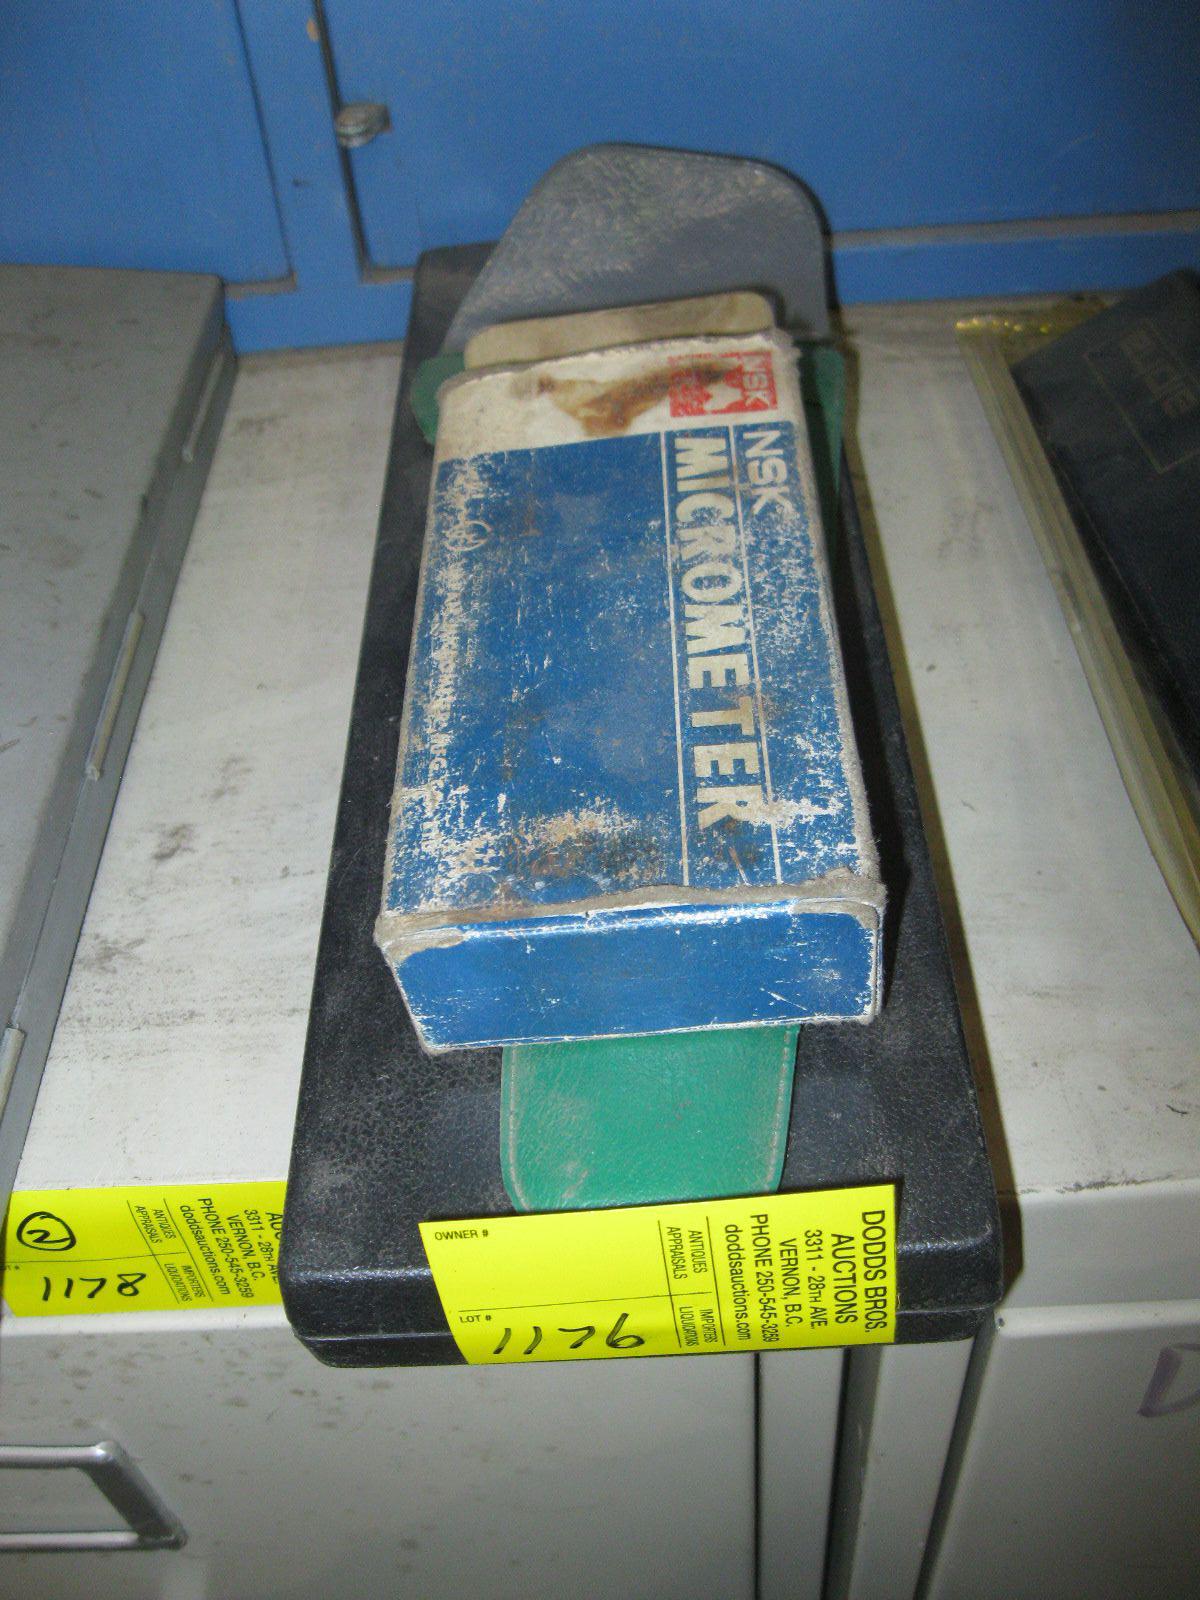 NSK
NSK
MICROMETER
DODDS BROS.
AUCTIONS
3311 - 28TH AVE
VERNON, B.C.
PHONE 250-545-3259
doddsauctions.com
ANTIQUES
IMPORTERS
APPRAISALS
LIQUIDATIONS
OWNER #
LOT #
1179
3311 - 28TH AVE
VERNON, B.C.
PHONE 250-545-3259
doddsauctions.com
ANTIQUES
IMPORTERS
APPRAISALS
LIQUIDATIONS
2
1178